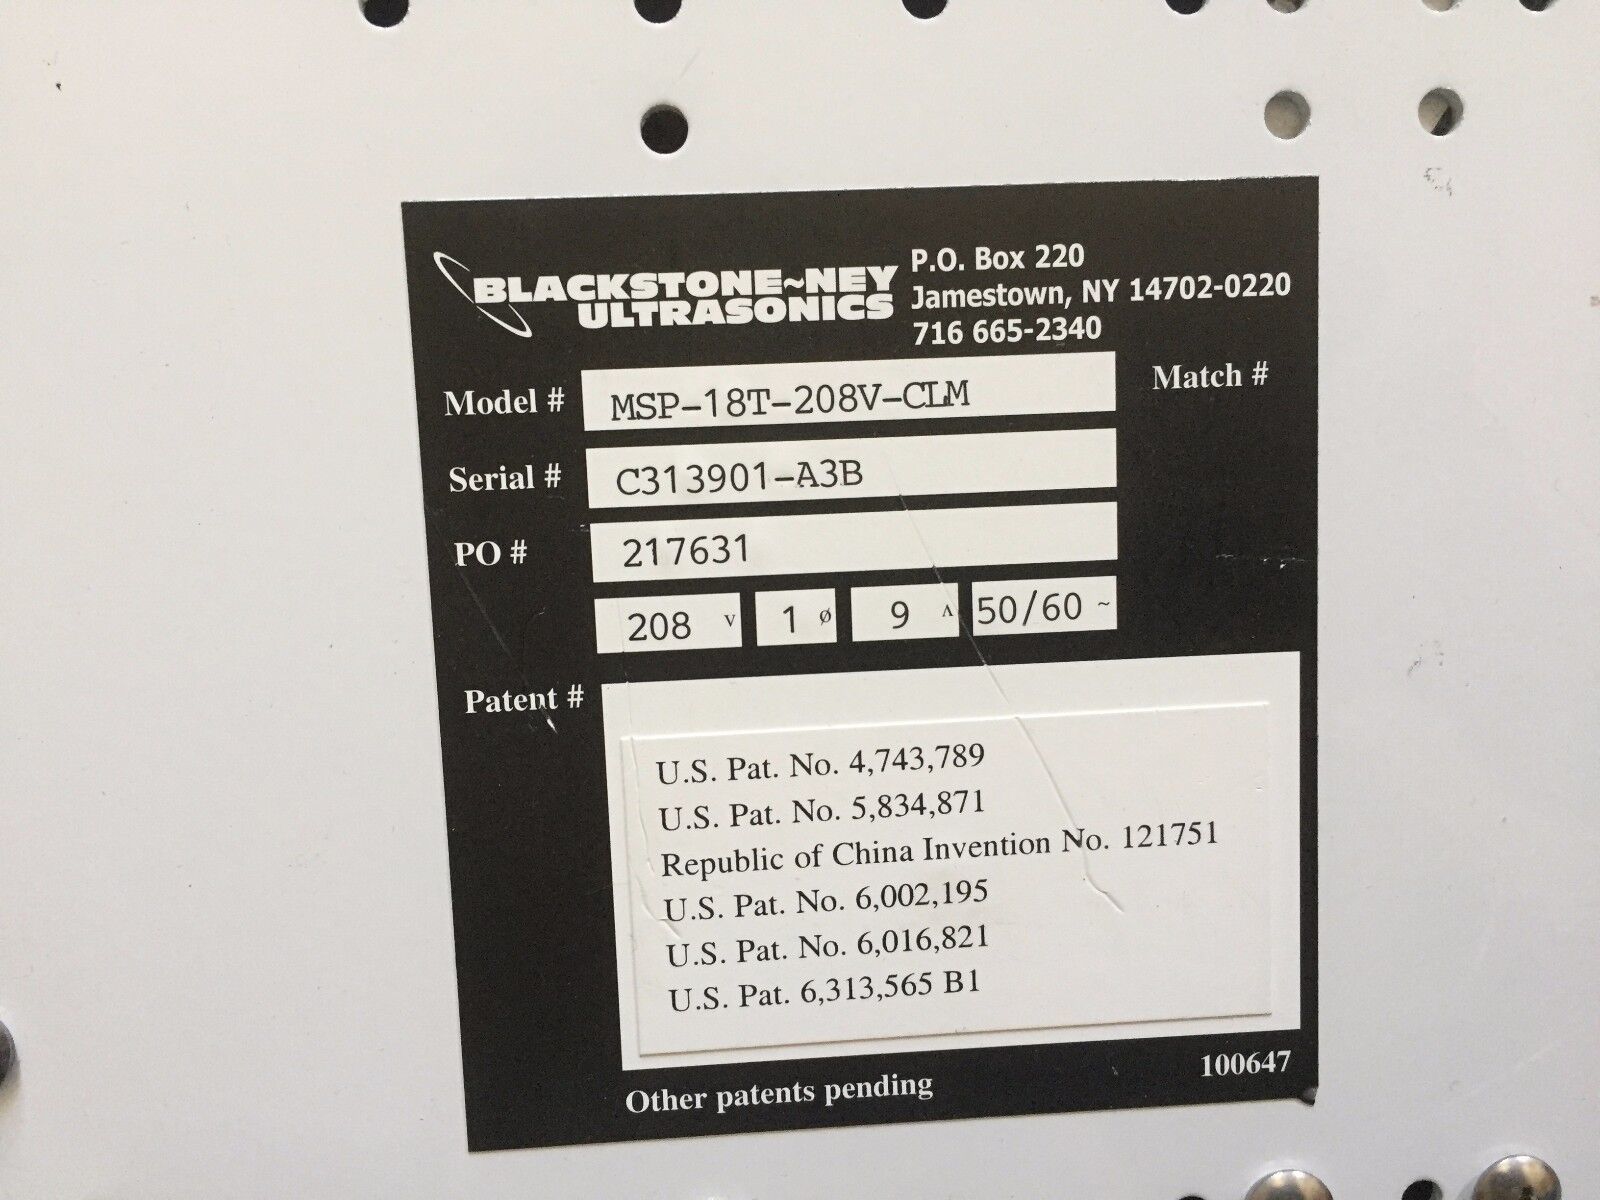 BLACKSTONE~NEY
ULTRASONICS
P.O. Box 220
Jamestown, NY 14702-0220
716 665-2340
Model # MSP-18T-208V-CLM Match #
Serial # C313901-A3B
PO # 217631
208 V 1 ø 9 A 50/60 ~
Patent #
U.S. Pat. No. 4,743,789
U.S. Pat. No. 5,834,871
Republic of China Invention No. 121751
U.S. Pat. No. 6,002,195
U.S. Pat. No. 6,016,821
U.S. Pat. 6,313,565 B1
Other patents pending 100647